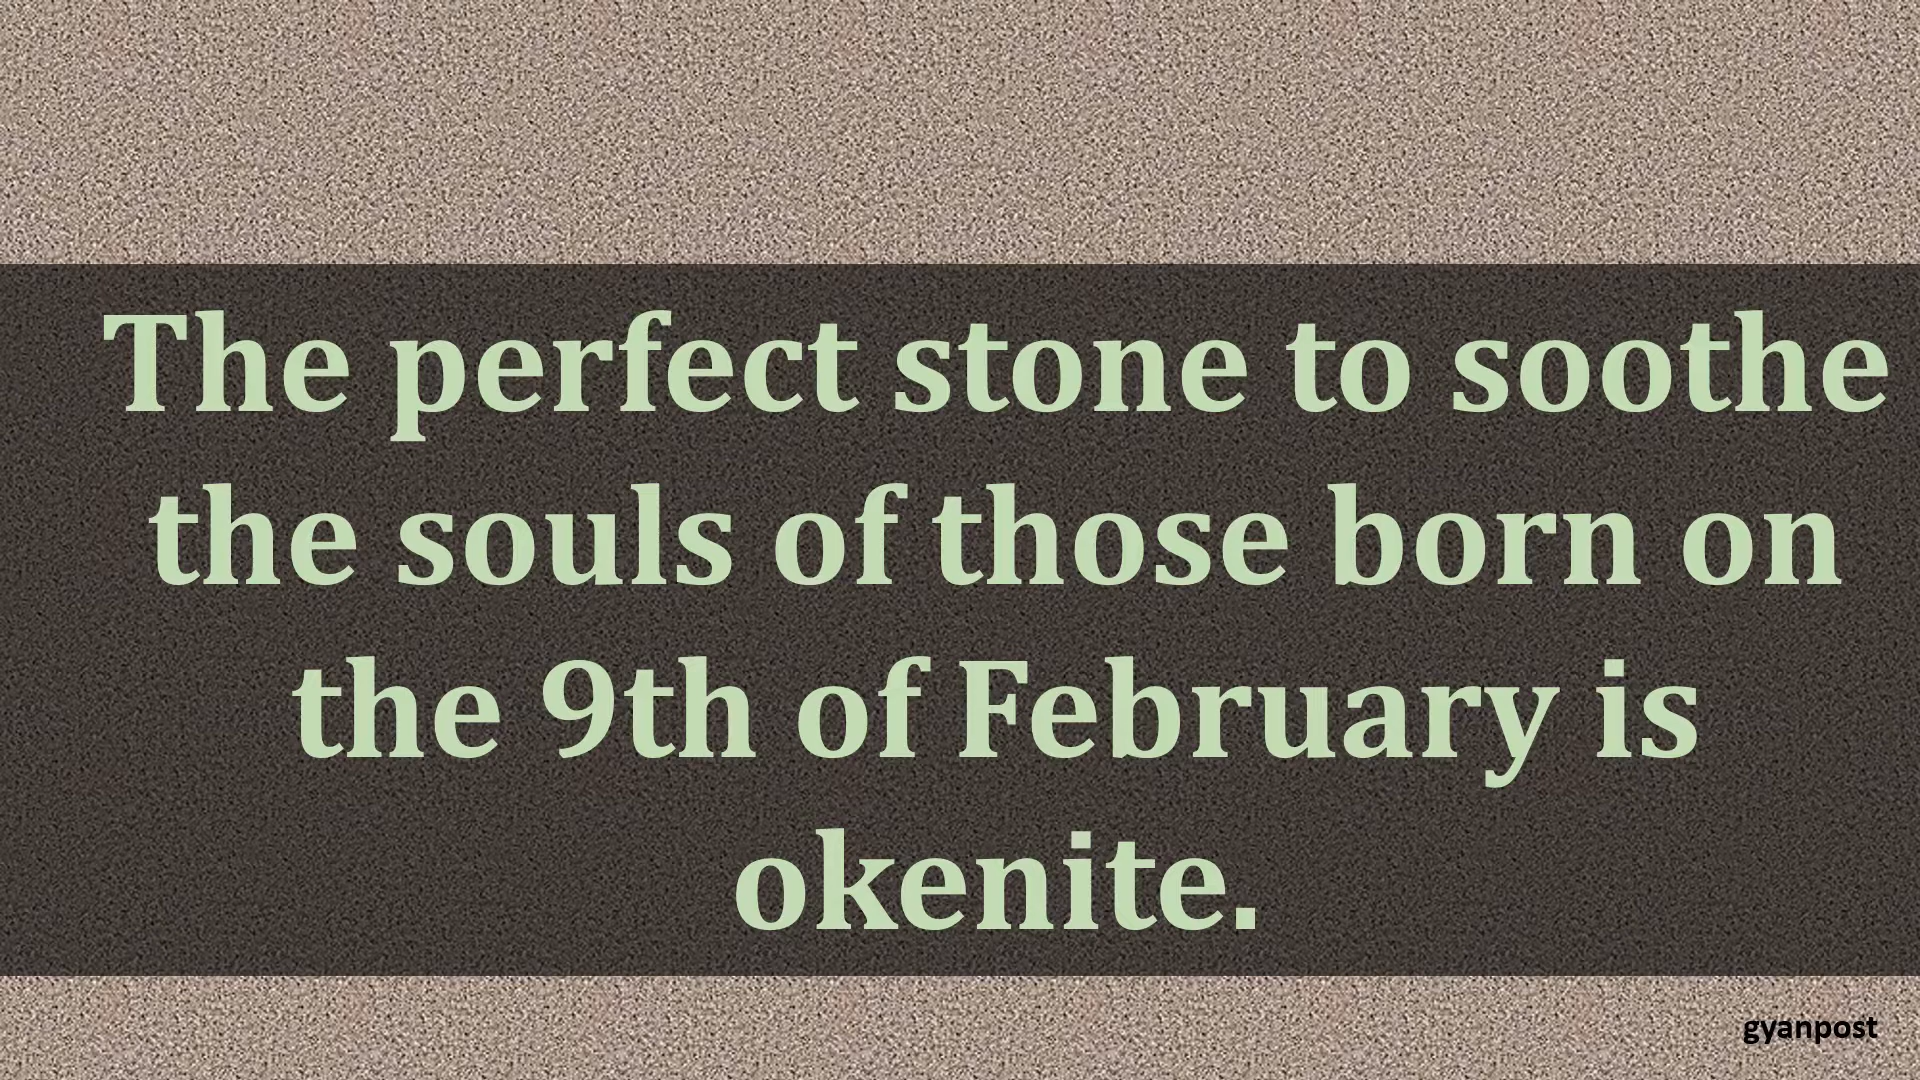 The perfect stone to soothe
the souls of those born on
the 9th of February is
okenite.
gyanpost